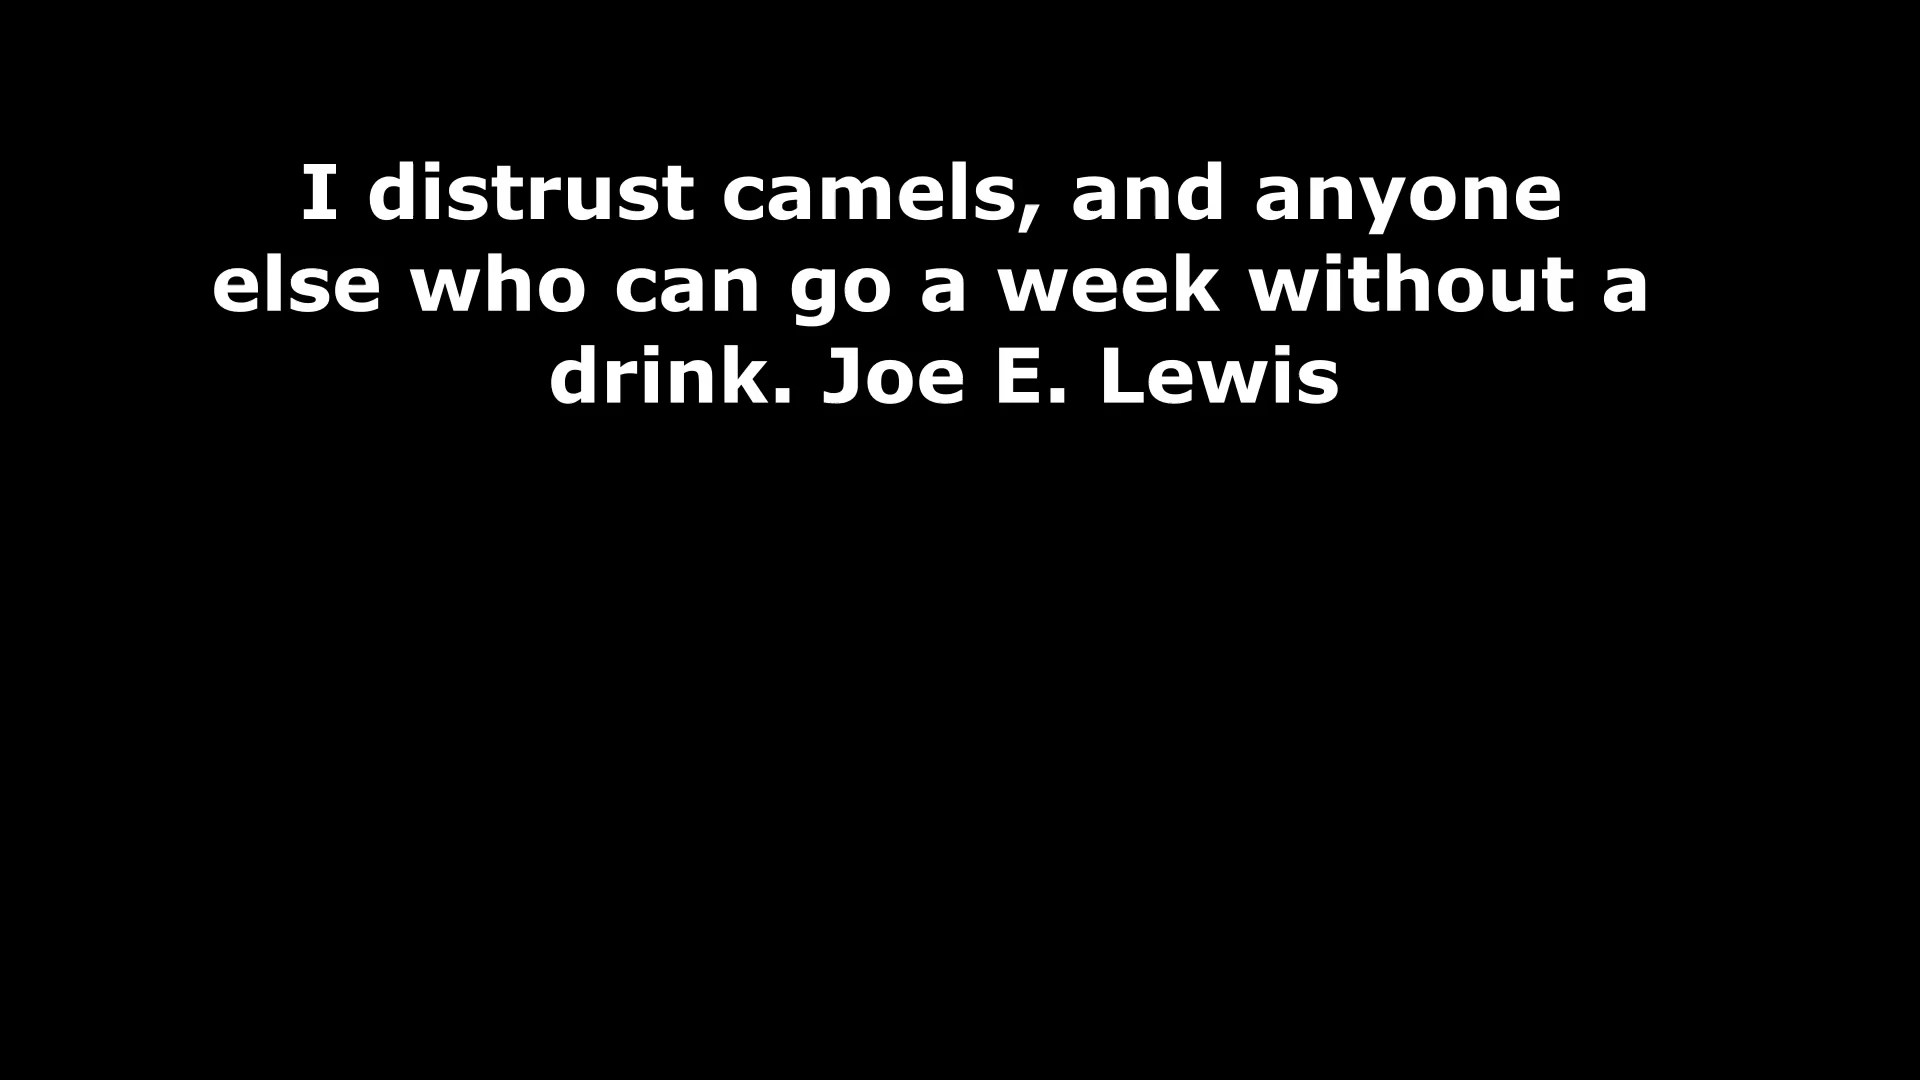 I distrust camels, and anyone
else who can go a week without a
drink. Joe E. Lewis